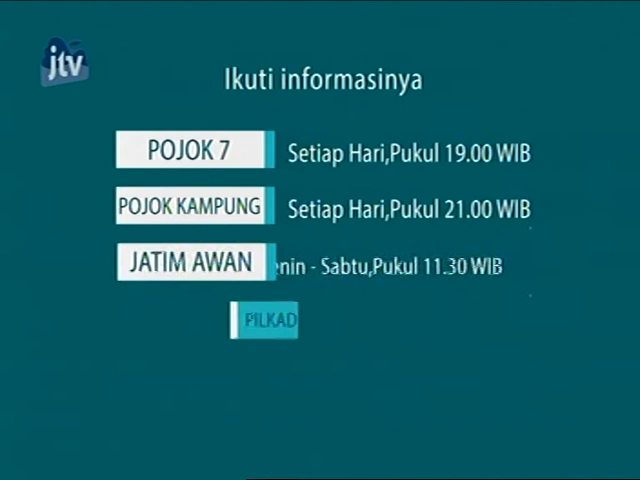 jtv
Ikuti informasinya
POJOK 7 Setiap Hari,Pukul 19.00 WIB
POJOK KAMPUNG Setiap Hari,Pukul 21.00 WIB
JATIM AWAN enin - Sabtu,Pukul 11.30 WIB
PILKAD